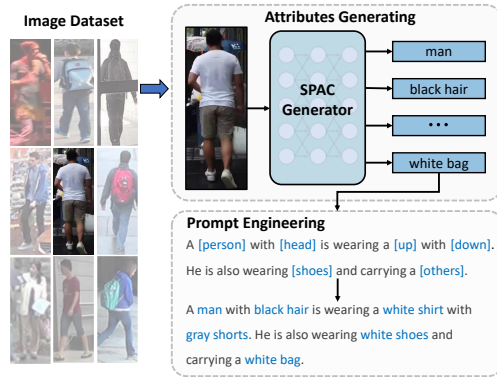 Image Dataset
Attributes Generating
SPAC
Generator
man
black hair
...
white bag
Prompt Engineering
A [person] with [head] is wearing a [up] with [down].
He is also wearing [shoes] and carrying a [others].
A man with black hair is wearing a white shirt with
gray shorts. He is also wearing white shoes and
carrying a white bag.